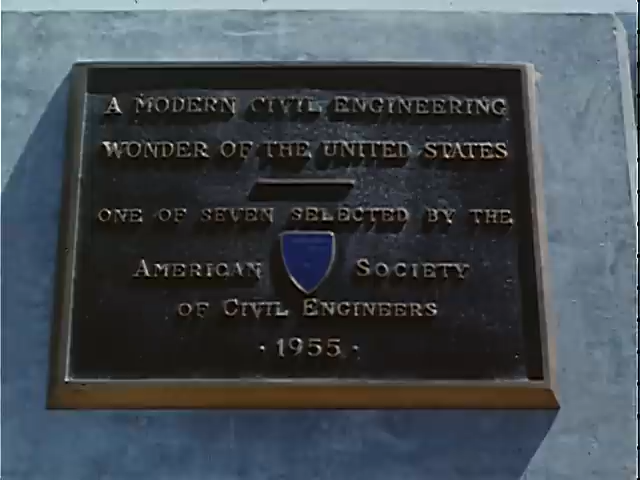 A MODERN CIVIL ENGINEERING
WONDER OF THE UNITED STATES
ONE OF SEVEN SELECTED BY THE
AMERICAN SOCIETY
OF CIVIL ENGINEERS
· 1955 ·